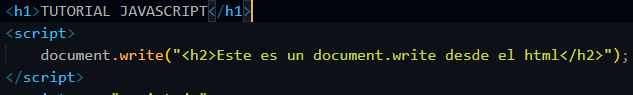 <h1>TUTORIAL JAVASCRIPT</h1>
<script>
    document.write("<h2>Este es un document.write desde el html</h2>");
</script>